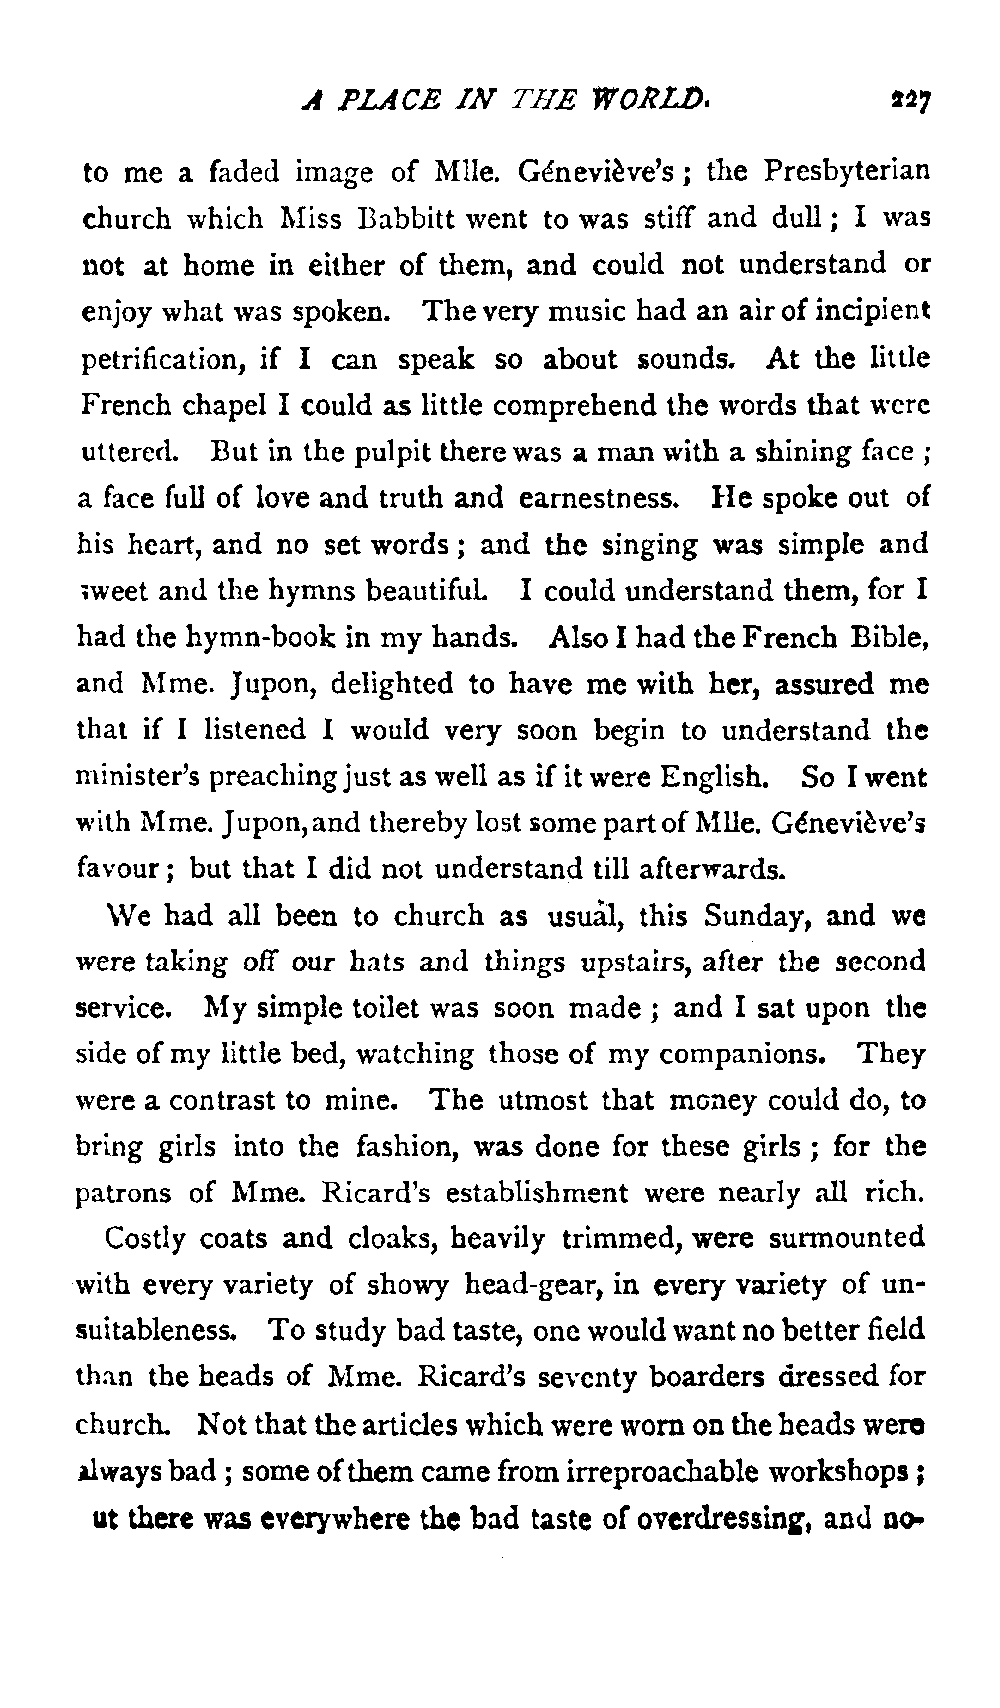 A PLACE IN THE WORLD. 227
to me a faded image of Mlle. Géneviève's ; the Presbyterian
church which Miss Babbitt went to was stiff and dull ; I was
not at home in either of them, and could not understand or
enjoy what was spoken. The very music had an air of incipient
petrification, if I can speak so about sounds. At the little
French chapel I could as little comprehend the words that were
uttered. But in the pulpit there was a man with a shining face ;
a face full of love and truth and earnestness. He spoke out of
his heart, and no set words ; and the singing was simple and
sweet and the hymns beautiful. I could understand them, for I
had the hymn-book in my hands. Also I had the French Bible,
and Mme. Jupon, delighted to have me with her, assured me
that if I listened I would very soon begin to understand the
minister's preaching just as well as if it were English. So I went
with Mme. Jupon, and thereby lost some part of Mlle. Géneviève's
favour ; but that I did not understand till afterwards.
We had all been to church as usual, this Sunday, and we
were taking off our hats and things upstairs, after the second
service. My simple toilet was soon made ; and I sat upon the
side of my little bed, watching those of my companions. They
were a contrast to mine. The utmost that money could do, to
bring girls into the fashion, was done for these girls ; for the
patrons of Mme. Ricard's establishment were nearly all rich.
Costly coats and cloaks, heavily trimmed, were surmounted
with every variety of showy head-gear, in every variety of un-
suitableness. To study bad taste, one would want no better field
than the heads of Mme. Ricard's seventy boarders dressed for
church. Not that the articles which were worn on the heads were
always bad ; some of them came from irreproachable workshops ;
ut there was everywhere the bad taste of overdressing, and no-